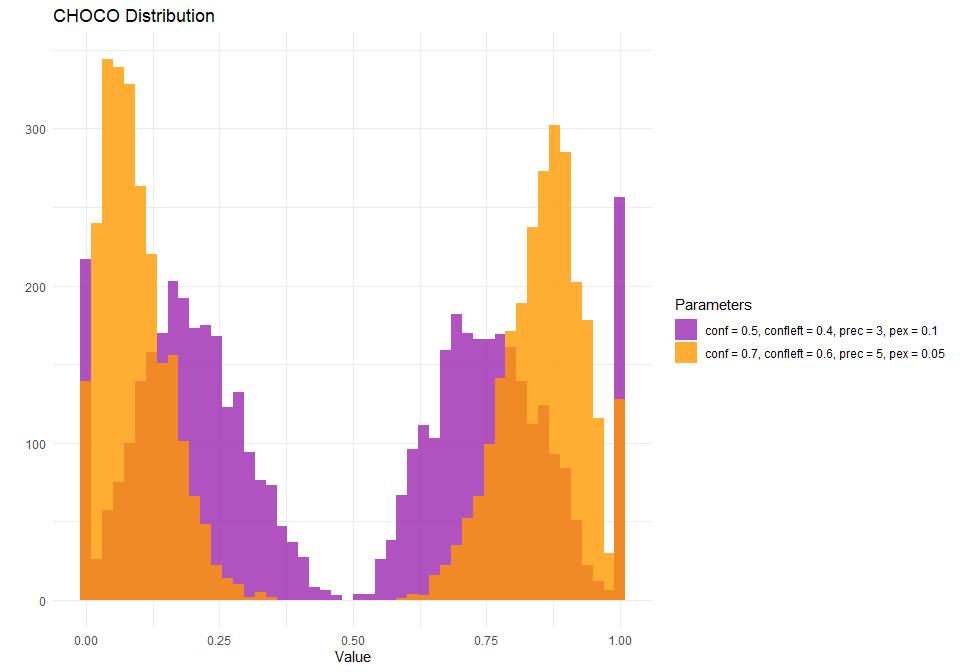 CHOCO Distribution
300
200
100
0
0.00 0.25 0.50 0.75 1.00
Value
Parameters
conf = 0.5, confleft = 0.4, prec = 3, pex = 0.1
conf = 0.7, confleft = 0.6, prec = 5, pex = 0.05